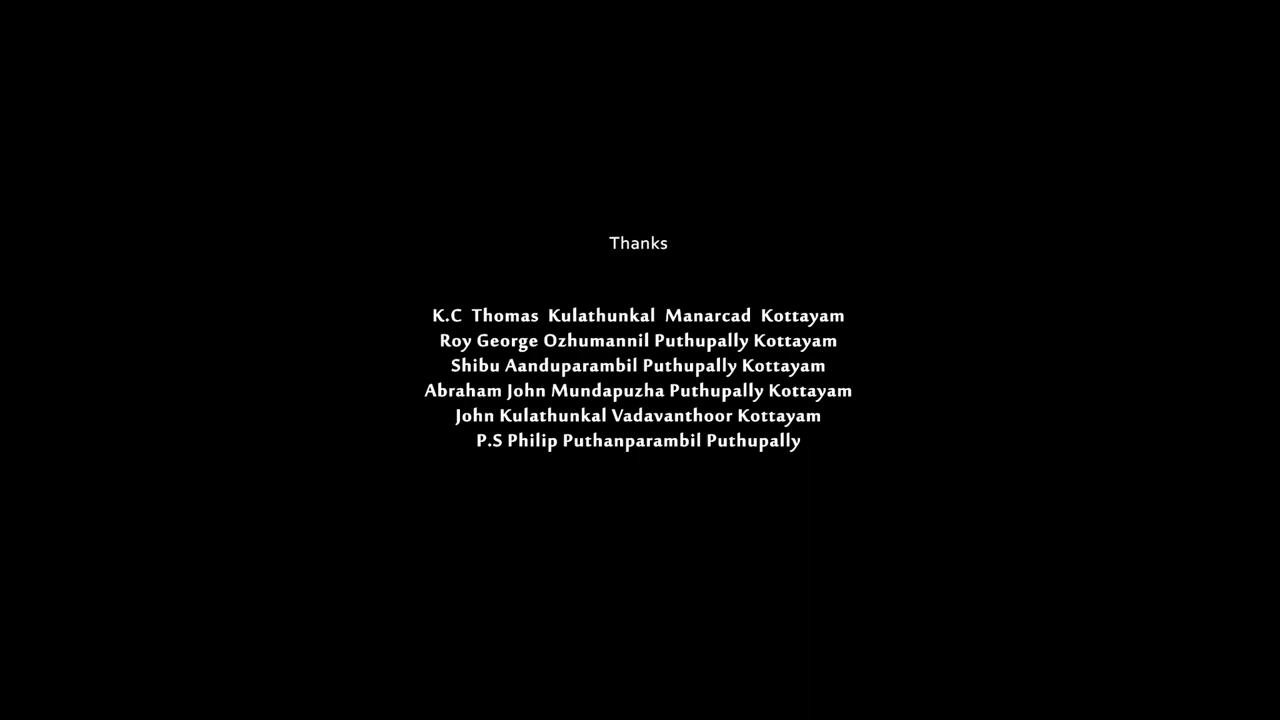 Thanks
K.C Thomas Kulathunkal Manarcad Kottayam
Roy George Ozhumannil Puthupally Kottayam
Shibu Aanduparambil Puthupally Kottayam
Abraham John Mundapuzha Puthupally Kottayam
John Kulathunkal Vadavanthoor Kottayam
P.S Philip Puthanparambil Puthupally